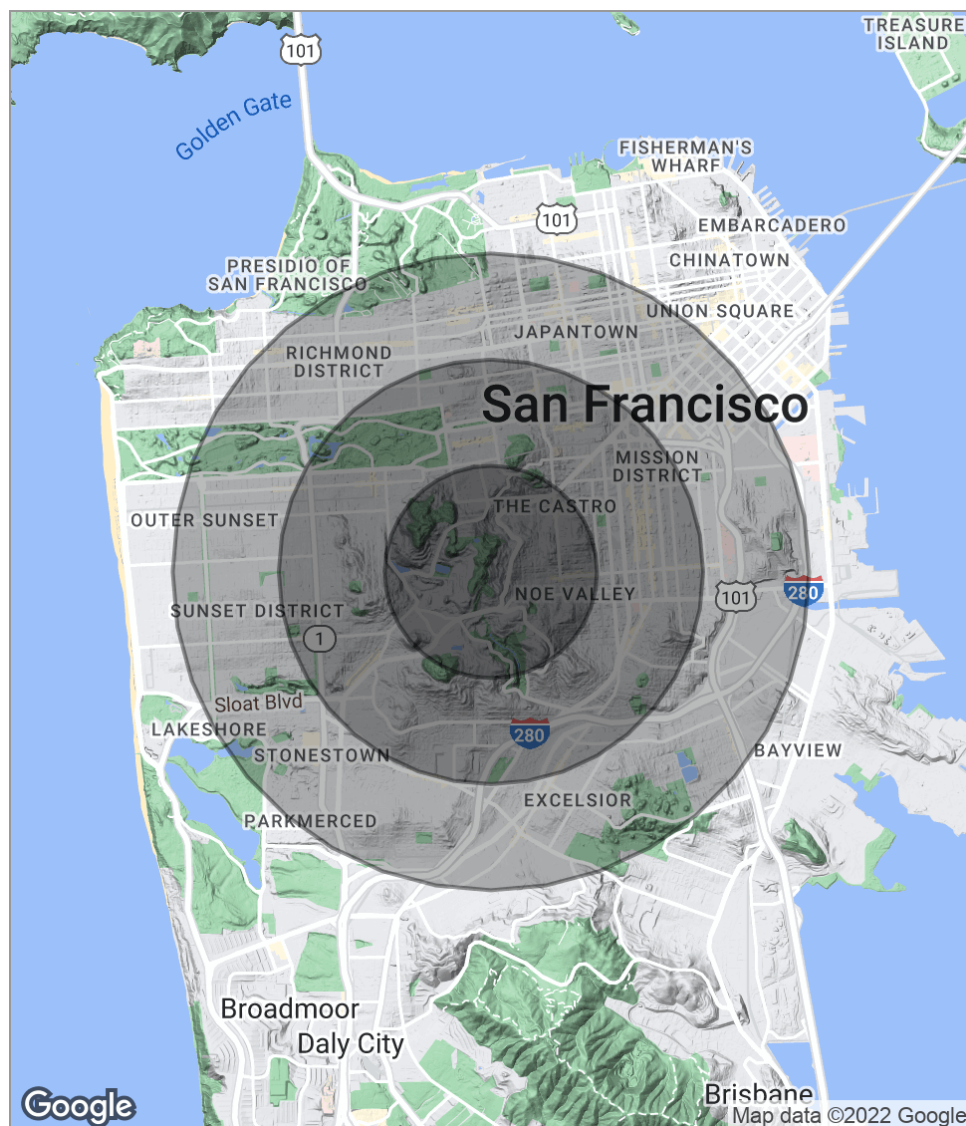 TREASURE
ISLAND
101
Golden Gate
FISHERMAN'S
WHARF
101
EMBARCADERO
CHINATOWN
PRESIDIO OF
SAN FRANCISCO
UNION SQUARE
JAPANTOWN
RICHMOND
DISTRICT
San Francisco
MISSION
DISTRICT
THE CASTRO
OUTER SUNSET
NOE VALLEY
101
280
SUNSET DISTRICT
1
Sloat Blvd
LAKESHORE
280
STONESTOWN
BAYVIEW
EXCELSIOR
PARKMERCED
Broadmoor
Daly City
Brisbane
Google
Map data ©2022 Google